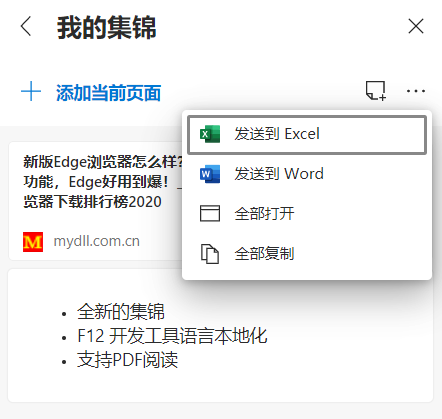 我的集锦
添加当前页面
发送到 Excel
发送到 Word
全部打开
全部复制
新版Edge浏览器怎么样?
功能，Edge好用到爆！_
览器下载排行榜2020
M mydll.com.cn
全新的集锦
F12 开发工具语言本地化
支持PDF阅读